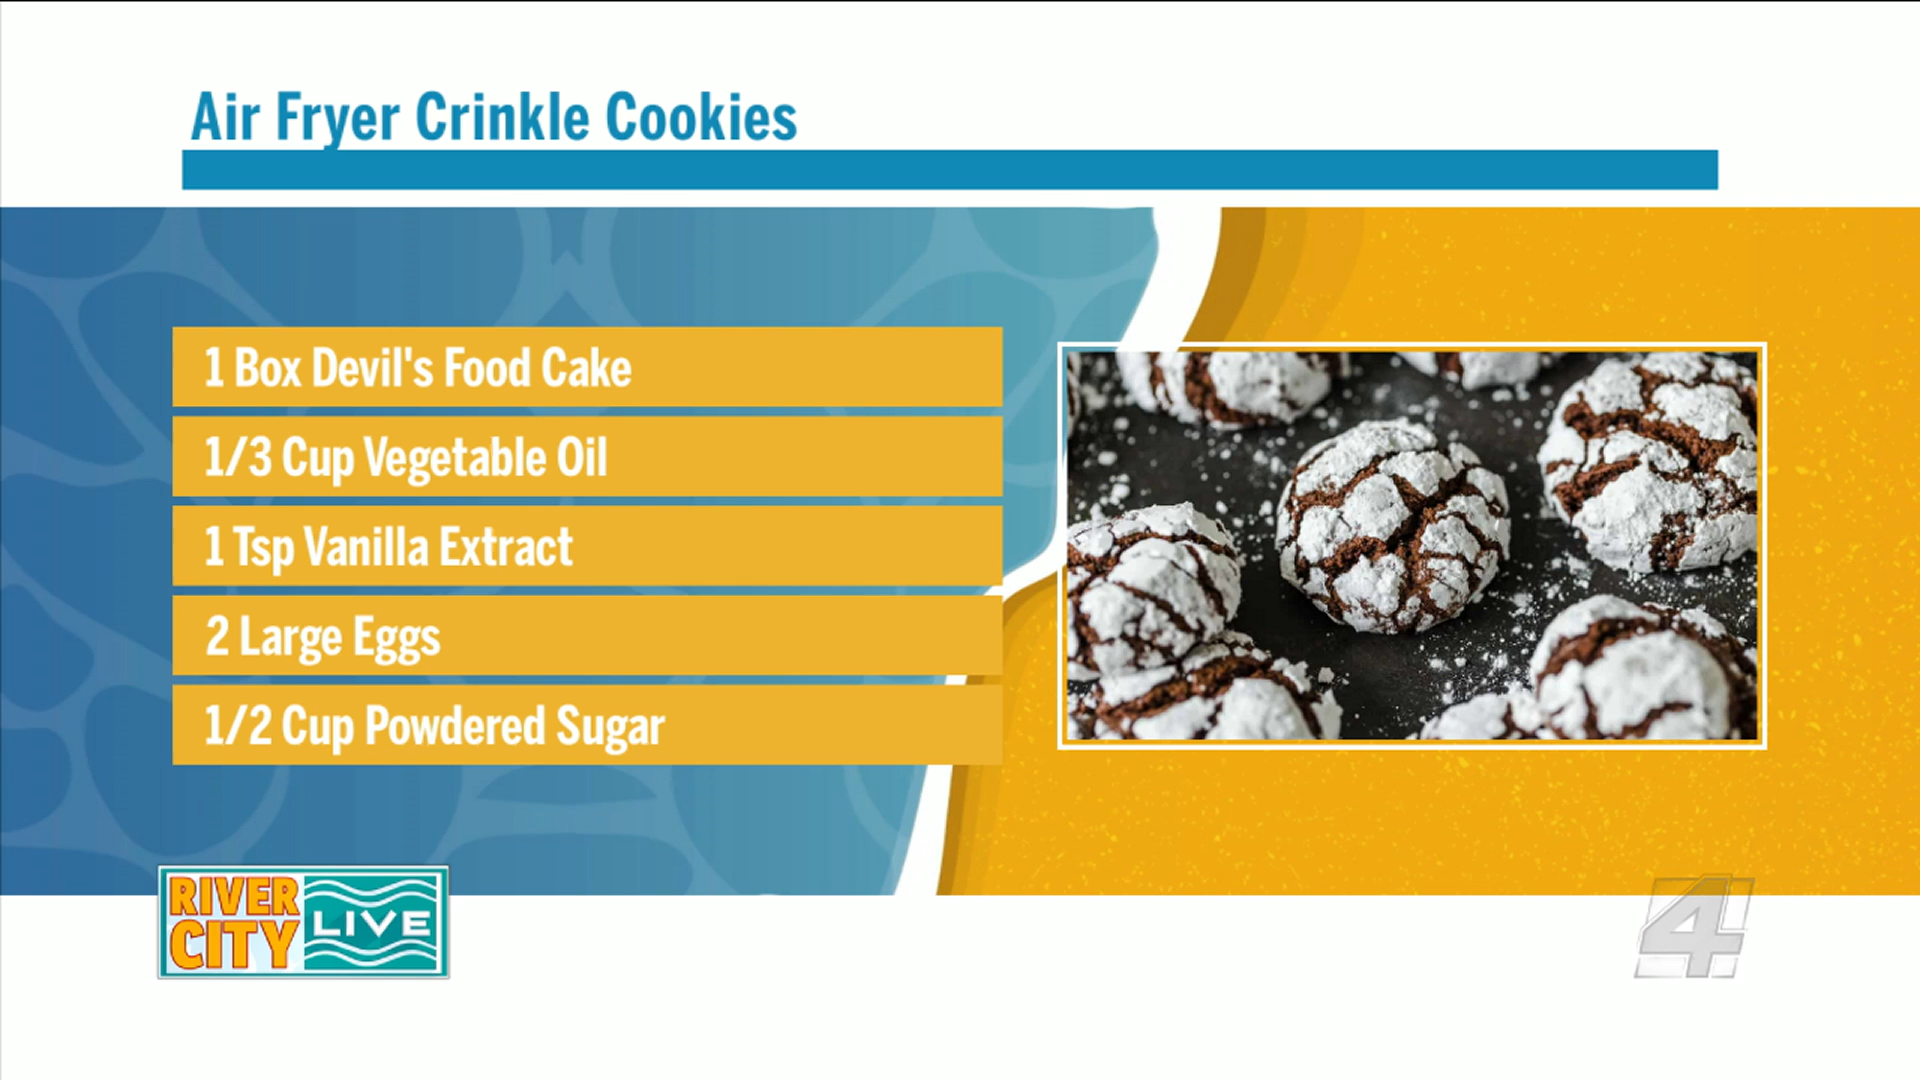 Air Fryer Crinkle Cookies
1 Box Devil's Food Cake
1/3 Cup Vegetable Oil
1 Tsp Vanilla Extract
2 Large Eggs
1/2 Cup Powdered Sugar
RIVER
CITY
LIVE
4